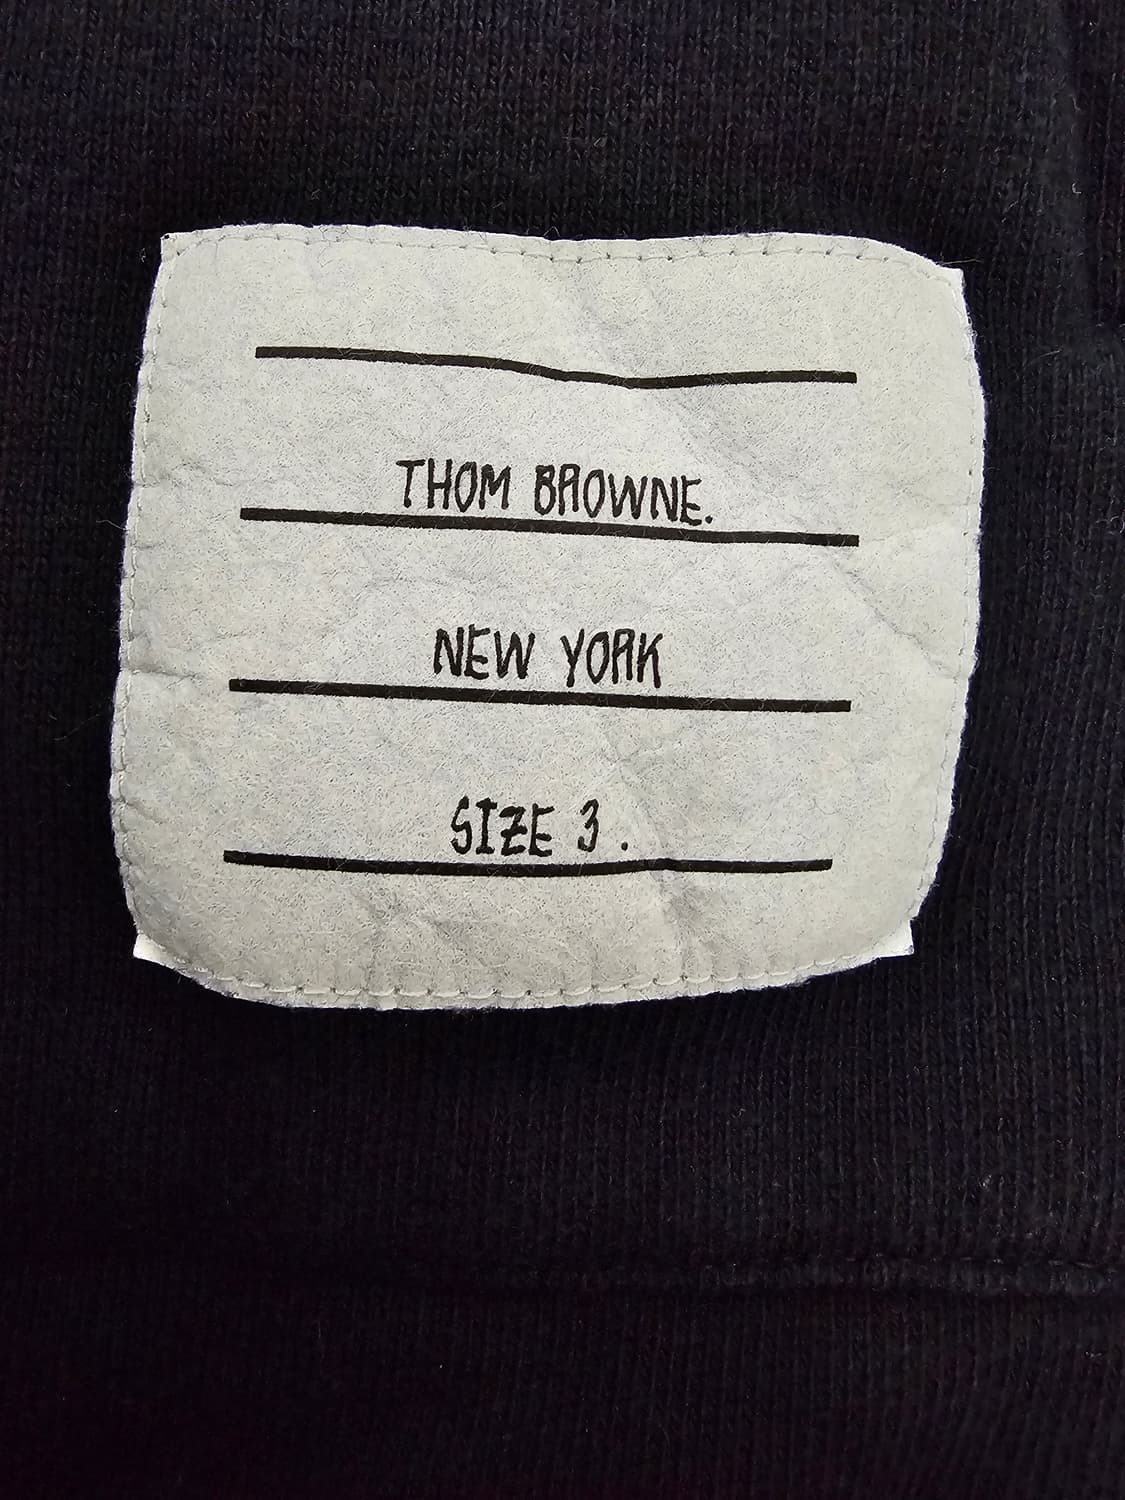 THOM BROWNE.
NEW YORK
SIZE 3 .